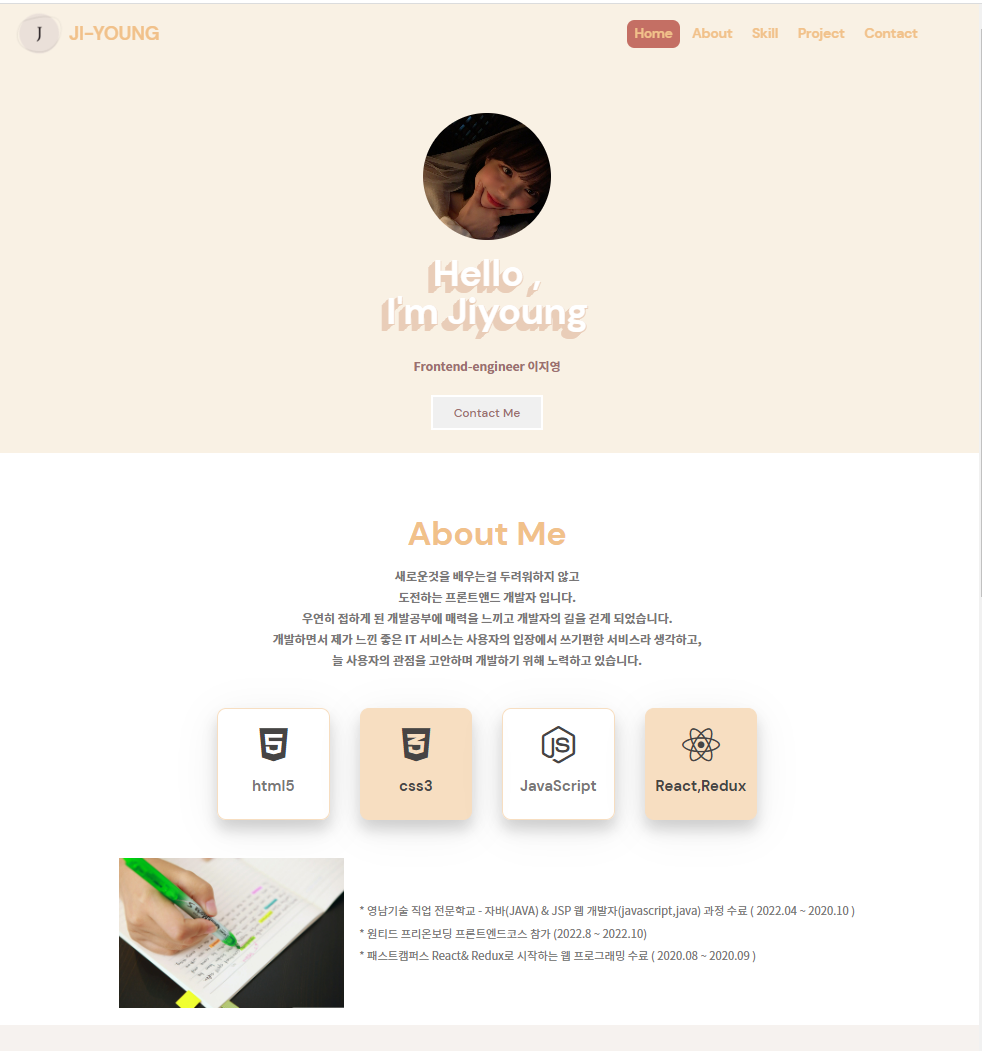 J
JI-YOUNG
Home About Skill Project Contact
Hello ,
I'm Jiyoung
Frontend-engineer 이지영
Contact Me
About Me
새로운것을 배우는걸 두려워하지 않고
도전하는 프론트앤드 개발자 입니다.
우연히 접하게 된 개발공부에 매력을 느끼고 개발자의 길을 걷게 되었습니다.
개발하면서 제가 느낀 좋은 IT 서비스는 사용자의 입장에서 쓰기편한 서비스라 생각하고,
늘 사용자의 관점을 고안하며 개발하기 위해 노력하고 있습니다.
5 3 JS
html5 css3 JavaScript React,Redux
* 영남기술 직업 전문학교 - 자바(JAVA) & JSP 웹 개발자(javascript,java) 과정 수료 ( 2022.04 ~ 2020.10 )
* 원티드 프리온보딩 프론트엔드코스 참가 (2022.8 ~ 2022.10)
* 패스트캠퍼스 React& Redux로 시작하는 웹 프로그래밍 수료 ( 2020.08 ~ 2020.09 )